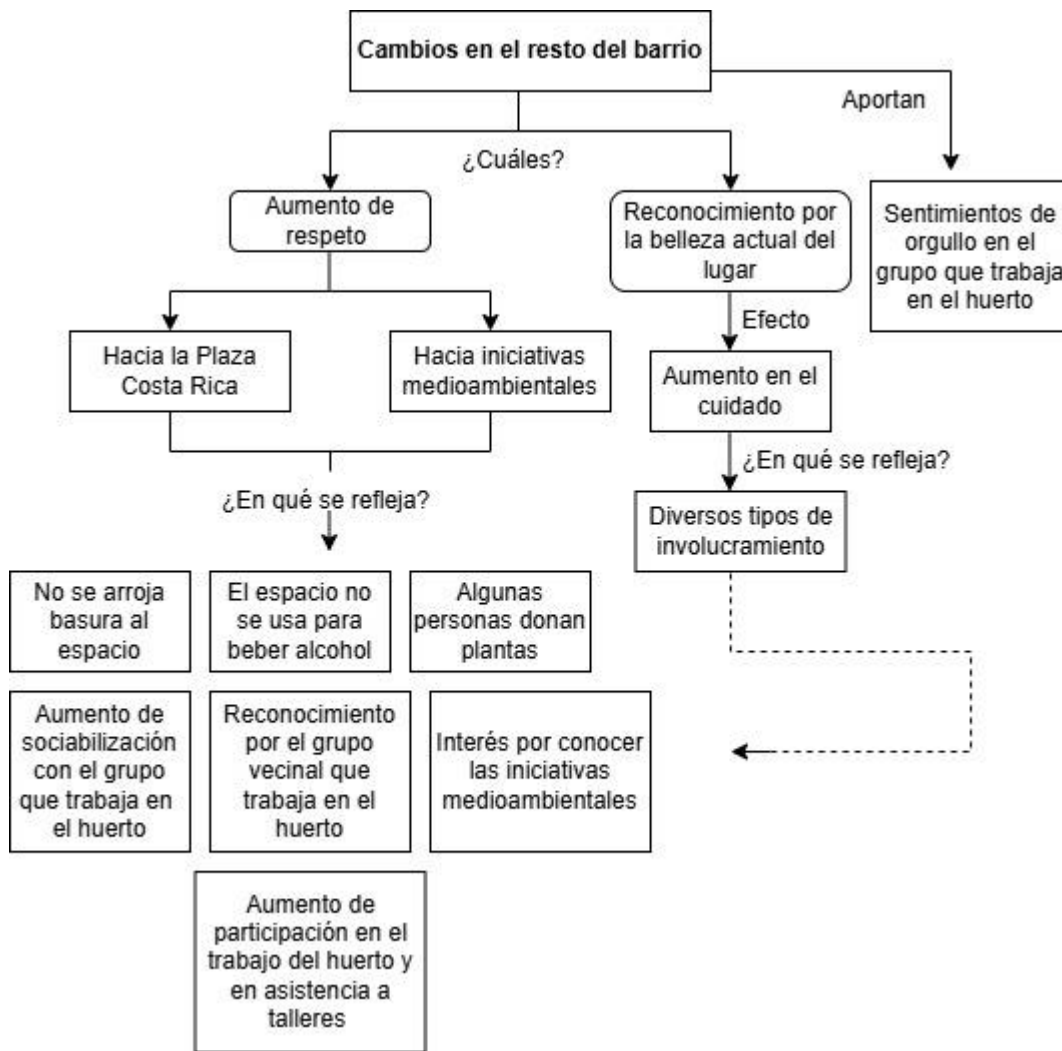 Cambios en el resto del barrio
Aportan
¿Cuáles?
Aumento de
respeto
Reconocimiento por
la belleza actual del
lugar
Sentimientos de
orgullo en el
grupo que trabaja
en el huerto
Efecto
Hacia la Plaza
Costa Rica
Hacia iniciativas
medioambientales
Aumento en el
cuidado
¿En qué se refleja?
¿En qué se refleja?
Diversos tipos de
involucramiento
No se arroja
basura al
espacio
El espacio no
se usa para
beber alcohol
Algunas
personas donan
plantas
Aumento de
sociabilización
con el grupo
que trabaja en
el huerto
Reconocimiento
por el grupo
vecinal que
trabaja en el
huerto
Interés por conocer
las iniciativas
medioambientales
Aumento de
participación en el
trabajo del huerto y
en asistencia a
talleres